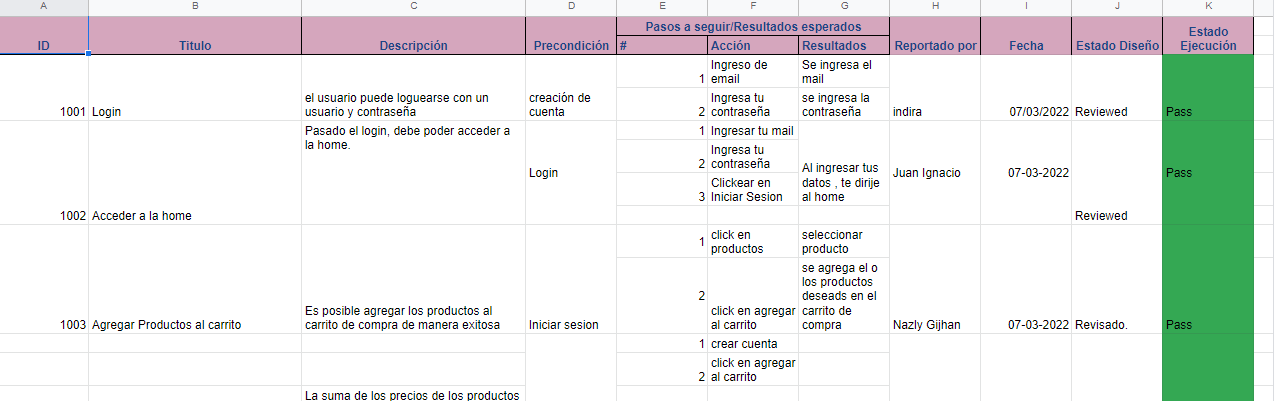 A B C D E F G H I J K
Pasos a seguir/Resultados esperados
ID Titulo Descripción Precondición # Acción Resultados Reportado por Fecha Estado Diseño Estado
Ejecución
1001 Login
el usuario puede loguearse con un
usuario y contraseña
creación de
cuenta
1
Ingreso de
email
Se ingresa el
mail
2
Ingresa tu
contraseña
se ingresa la
contraseña
indira
07/03/2022
Reviewed
Pass
1002 Acceder a la home
Pasado el login, debe poder acceder a
la home.
Login
1 Ingresar tu mail
2
Ingresa tu
contraseña
3
Clickear en
Iniciar Sesion
Al ingresar tus
datos , te dirije
al home
Juan Ignacio
07-03-2022
Reviewed
Pass
1003 Agregar Productos al carrito
Es posible agregar los productos al
carrito de compra de manera exitosa
Iniciar sesion
1
click en
productos
seleccionar
producto
2
click en agregar
al carrito
se agrega el o
los productos
deseads en el
carrito de
compra
Nazly Gijhan
07-03-2022
Revisado.
Pass
1 crear cuenta
2
click en agregar
al carrito
La suma de los precios de los productos